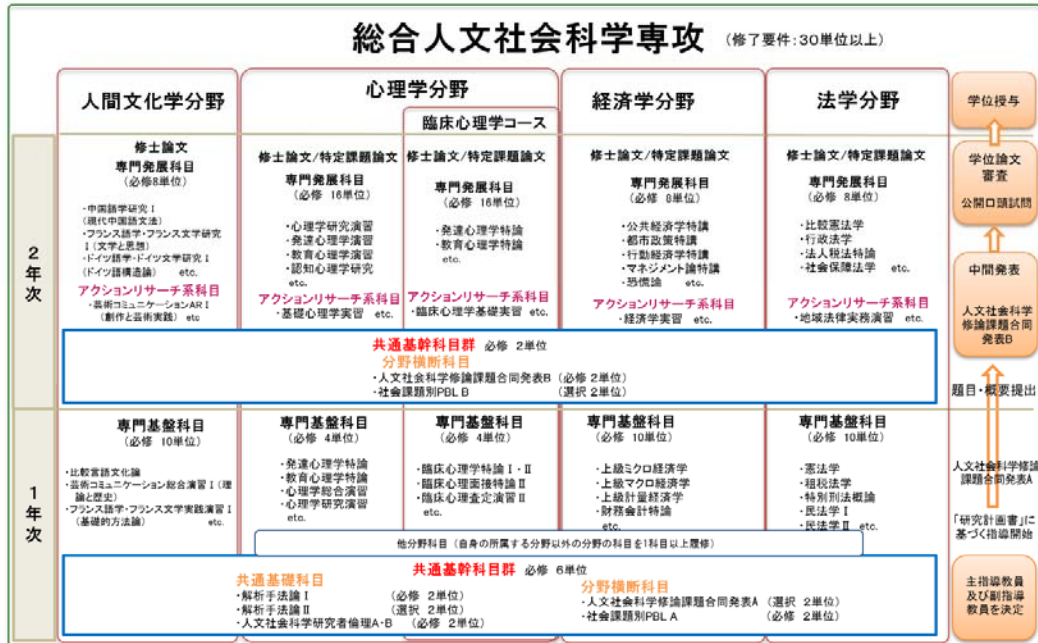 総合人文社会科学専攻 (修了要件:30単位以上)
人間文化学分野
心理学分野
臨床心理学コース
経済学分野
法学分野
2年次
修士論文
専門発展科目
(必修8単位)
・中国語学研究Ⅰ
(現代中国語文法)
・フランス語学・フランス文学研究
Ⅰ(文学と思想)
・ドイツ語学・ドイツ文学研究Ⅰ
(ドイツ語構造論) etc.
アクションリサーチ系科目
・芸術コミュニケーションARⅠ
(創作と芸術実践) etc
修士論文/特定課題論文
専門発展科目
(必修 16単位)
・心理学研究演習
・発達心理学演習
・教育心理学演習
・認知心理学研究
etc.
アクションリサーチ系科目
・基礎心理学実習 etc.
修士論文/特定課題論文
専門発展科目
(必修 16単位)
・発達心理学特論
・教育心理学特論
etc.
アクションリサーチ系科目
・臨床心理学基礎実習 etc.
修士論文/特定課題論文
専門発展科目
(必修 8単位)
・公共経済学特講
・都市政策特講
・行動経済学特講
・マネジメント論特講
・恐慌論 etc.
アクションリサーチ系科目
・経済学実習 etc.
修士論文/特定課題論文
専門発展科目
(必修 8単位)
・比較憲法学
・行政法学
・法人税法特論
・社会保障法学 etc.
アクションリサーチ系科目
・地域法律実務演習 etc.
共通基幹科目群 必修 2単位
分野横断科目
・人文社会科学修論課題合同発表B (必修 2単位)
・社会課題別PBL B (選択 2単位)
1年次
専門基盤科目
(必修 10単位)
・比較言語文化論
・芸術コミュニケーション総合演習Ⅰ(理
論と歴史)
・フランス語学・フランス文学実践演習Ⅰ
(基礎的方法論) etc.
専門基盤科目
(必修 4単位)
・発達心理学特論
・教育心理学特論
・心理学総合演習
・心理学研究演習
etc.
専門基盤科目
(必修 4単位)
・臨床心理学特論Ⅰ・Ⅱ
・臨床心理面接特論Ⅱ
・臨床心理査定演習Ⅱ
etc.
専門基盤科目
(必修 10単位)
・上級ミクロ経済学
・上級マクロ経済学
・上級計量経済学
・財務会計特論
etc.
専門基盤科目
(必修 10単位)
・憲法学
・租税法学
・特別刑法概論
・民法学Ⅰ
・民法学Ⅱ etc.
他分野科目 (自身の所属する分野以外の分野の科目を1科目以上履修)
共通基幹科目群 必修 6単位
共通基礎科目
・解析手法論Ⅰ (必修 2単位)
・解析手法論Ⅱ (選択 2単位)
・人文社会科学研究者倫理A・B (必修 2単位)
分野横断科目
・人文社会科学修論課題合同発表A (選択 2単位)
・社会課題別PBL A (必修 2単位)
学位授与
学位論文
審査
公開口頭試問
中間発表
人文社会科学
修論課題合同
発表B
題目・概要提出
人文社会科学修論
課題合同発表A
「研究計画書」に
基づく指導開始
主指導教員
及び副指導
教員を決定